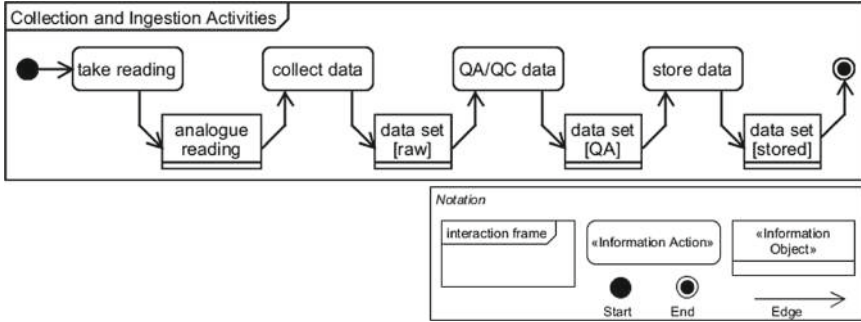 Collection and Ingestion Activities
take reading
collect data
QA/QC data
store data
analogue
reading
data set
[raw]
data set
[QA]
data set
[stored]
Notation
interaction frame
«Information Action»
«Information
Object»
Start
End
Edge